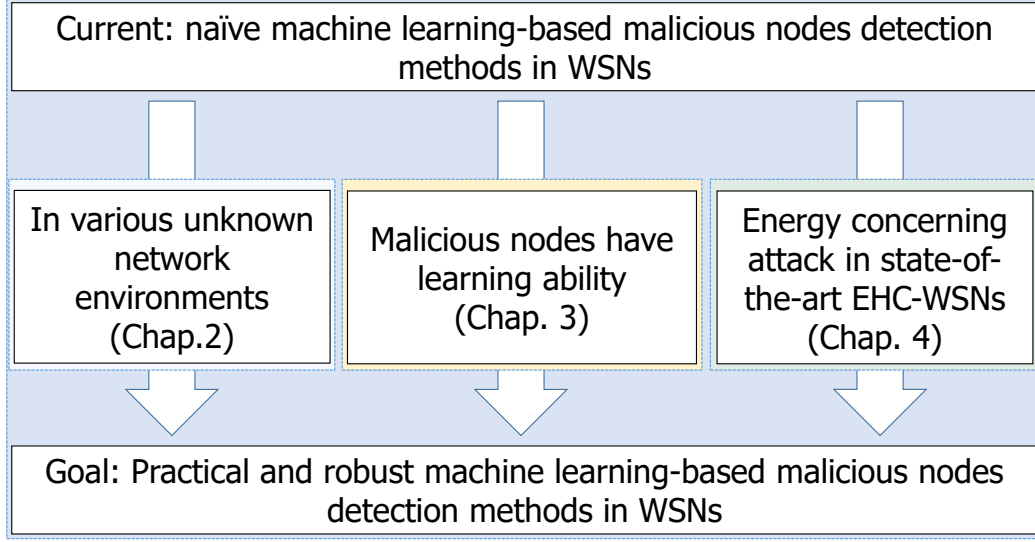 Current: naïve machine learning-based malicious nodes detection
methods in WSNs
In various unknown
network
environments
(Chap.2)
Malicious nodes have
learning ability
(Chap. 3)
Energy concerning
attack in state-of-
the-art EHC-WSNs
(Chap. 4)
Goal: Practical and robust machine learning-based malicious nodes
detection methods in WSNs